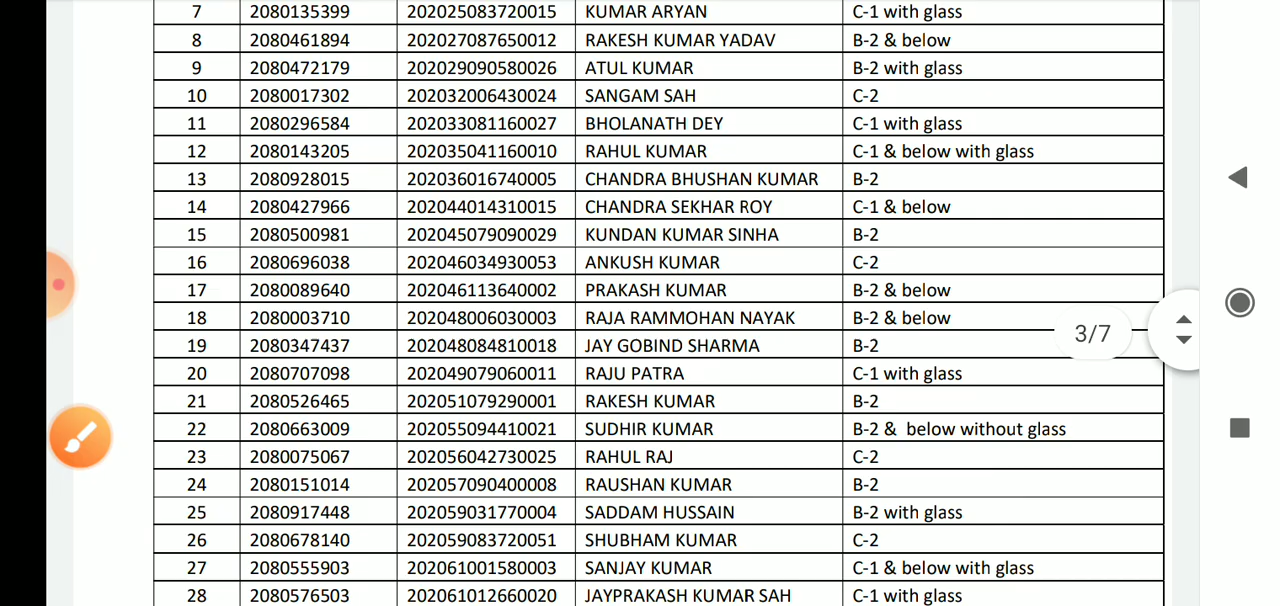 7 2080135399 202025083720015 KUMAR ARYAN C-1 with glass
8 2080461894 202027087650012 RAKESH KUMAR YADAV B-2 & below
9 2080472179 202029090580026 ATUL KUMAR B-2 with glass
10 2080017302 202032006430024 SANGAM SAH C-2
11 2080296584 202033081160027 BHOLANATH DEY C-1 with glass
12 2080143205 202035041160010 RAHUL KUMAR C-1 & below with glass
13 2080928015 202036016740005 CHANDRA BHUSHAN KUMAR B-2
14 2080427966 202044014310015 CHANDRA SEKHAR ROY C-1 & below
15 2080500981 202045079090029 KUNDAN KUMAR SINHA B-2
16 2080696038 202046034930053 ANKUSH KUMAR C-2
17 2080089640 202046113640002 PRAKASH KUMAR B-2 & below
18 2080003710 202048006030003 RAJA RAMMOHAN NAYAK B-2 & below
3/7
19 2080347437 202048084810018 JAY GOBIND SHARMA B-2
20 2080707098 202049079060011 RAJU PATRA C-1 with glass
21 2080526465 202051079290001 RAKESH KUMAR B-2
22 2080663009 202055094410021 SUDHIR KUMAR B-2 & below without glass
23 2080075067 202056042730025 RAHUL RAJ C-2
24 2080151014 202057090400008 RAUSHAN KUMAR B-2
25 2080917448 202059031770004 SADDAM HUSSAIN B-2 with glass
26 2080678140 202059083720051 SHUBHAM KUMAR C-2
27 2080555903 202061001580003 SANJAY KUMAR C-1 & below with glass
28 2080576503 202061012660020 JAYPRAKASH KUMAR SAH C-1 with glass